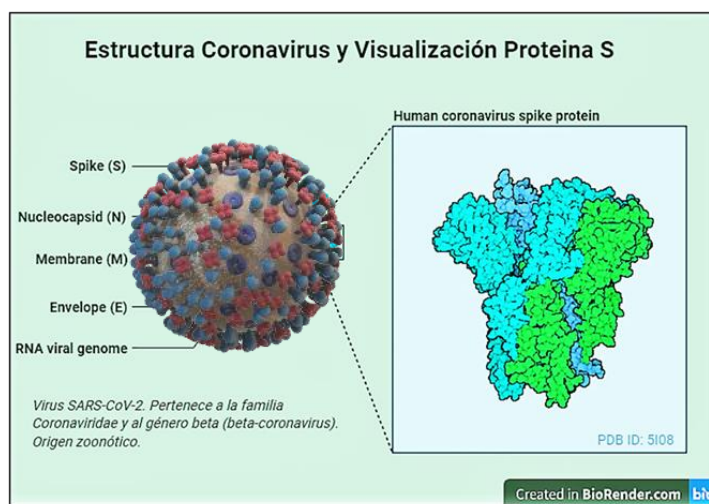 Estructura Coronavirus y Visualización Proteina S
Human coronavirus spike protein
Spike (S)
Nucleocapsid (N)
Membrane (M)
Envelope (E)
RNA viral genome
Virus SARS-CoV-2. Pertenece a la familia
Coronaviridae y al género beta (beta-coronavirus).
Origen zoonótico.
PDB ID: 5I08
Created in BioRender.com